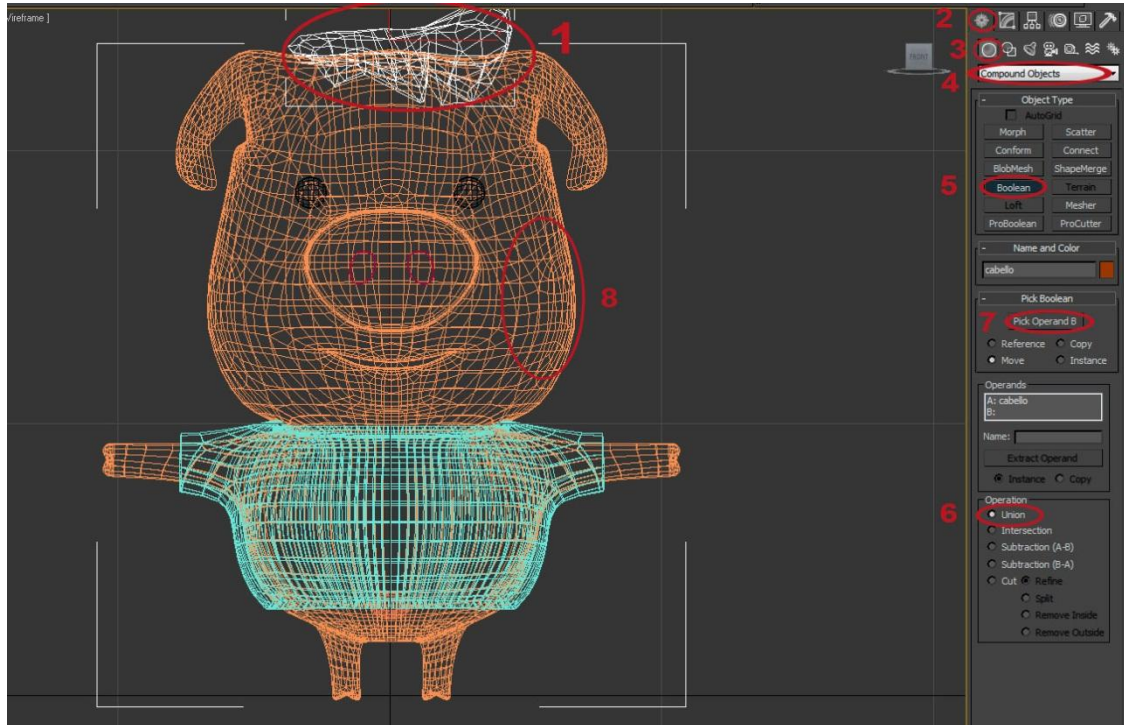 Wireframe ]
1
2
FRONT
3
4 Compound Objects
- Object Type
AutoGrid
Morph Scatter
Conform Connect
BlobMesh ShapeMerge
5 Boolean Terrain
Loft Mesher
ProBoolean ProCutter
- Name and Color
cabello
- Pick Boolean
7 Pick Operand B
Reference Copy
Move Instance
8
Operands
A: cabello
B:
Name:
Extract Operand
Instance Copy
Operation
6 Union
Intersection
Subtraction (A-B)
Subtraction (B-A)
Cut Refine
Split
Remove Inside
Remove Outside